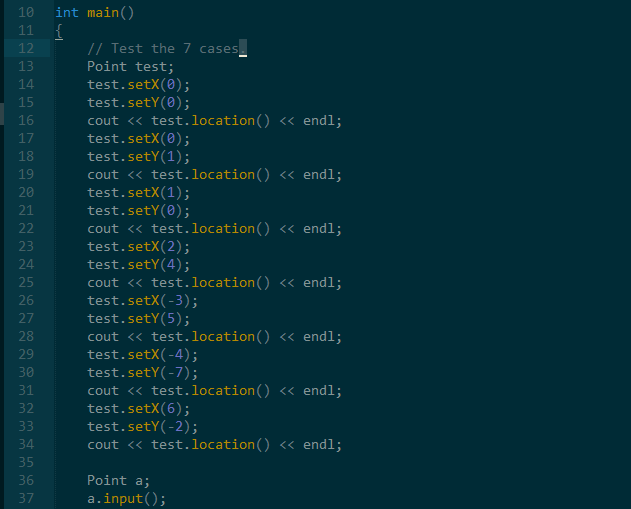 10 int main()
11 {
12     // Test the 7 cases.
13     Point test;
14     test.setX(0);
15     test.setY(0);
16     cout << test.location() << endl;
17     test.setX(0);
18     test.setY(1);
19     cout << test.location() << endl;
20     test.setX(1);
21     test.setY(0);
22     cout << test.location() << endl;
23     test.setX(2);
24     test.setY(4);
25     cout << test.location() << endl;
26     test.setX(-3);
27     test.setY(5);
28     cout << test.location() << endl;
29     test.setX(-4);
30     test.setY(-7);
31     cout << test.location() << endl;
32     test.setX(6);
33     test.setY(-2);
34     cout << test.location() << endl;
35
36     Point a;
37     a.input();